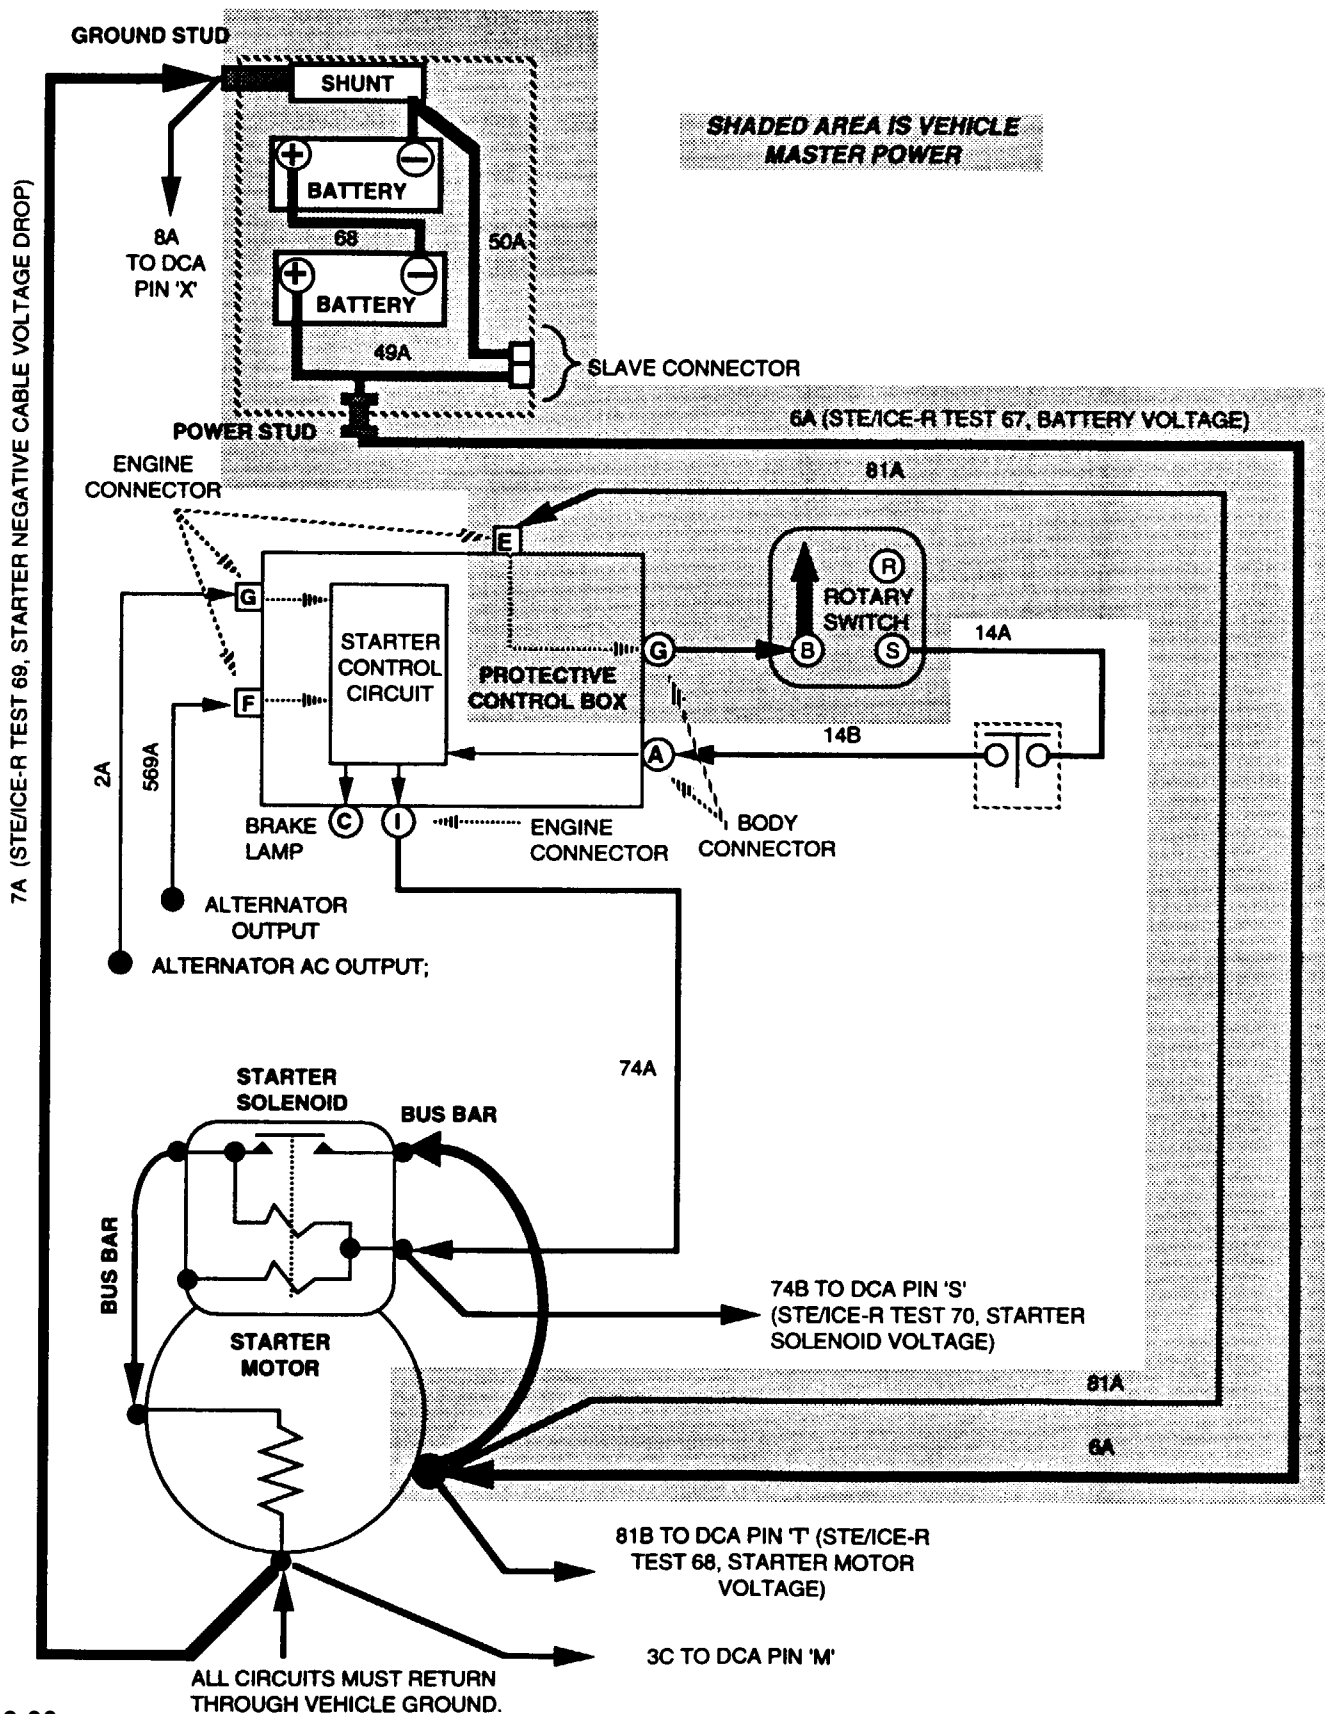 GROUND STUD
SHUNT
SHADED AREA IS VEHICLE
MASTER POWER
+
−
BATTERY
68
50A
8A
TO DCA
PIN 'X'
+
−
BATTERY
49A
SLAVE CONNECTOR
7A (STE/ICE-R TEST 69, STARTER NEGATIVE CABLE VOLTAGE DROP)
POWER STUD
6A (STE/ICE-R TEST 67, BATTERY VOLTAGE)
ENGINE
CONNECTOR
81A
E
R
ROTARY
SWITCH
G
STARTER
CONTROL
CIRCUIT
G
B
S
14A
PROTECTIVE
CONTROL BOX
F
14B
A
2A
569A
BRAKE
LAMP
C
I
ENGINE
CONNECTOR
BODY
CONNECTOR
ALTERNATOR
OUTPUT
ALTERNATOR AC OUTPUT;
74A
STARTER
SOLENOID
BUS BAR
BUS BAR
74B TO DCA PIN 'S'
(STE/ICE-R TEST 70, STARTER
SOLENOID VOLTAGE)
STARTER
MOTOR
81A
6A
81B TO DCA PIN 'T' (STE/ICE-R
TEST 68, STARTER MOTOR
VOLTAGE)
3C TO DCA PIN 'M'
ALL CIRCUITS MUST RETURN
THROUGH VEHICLE GROUND.